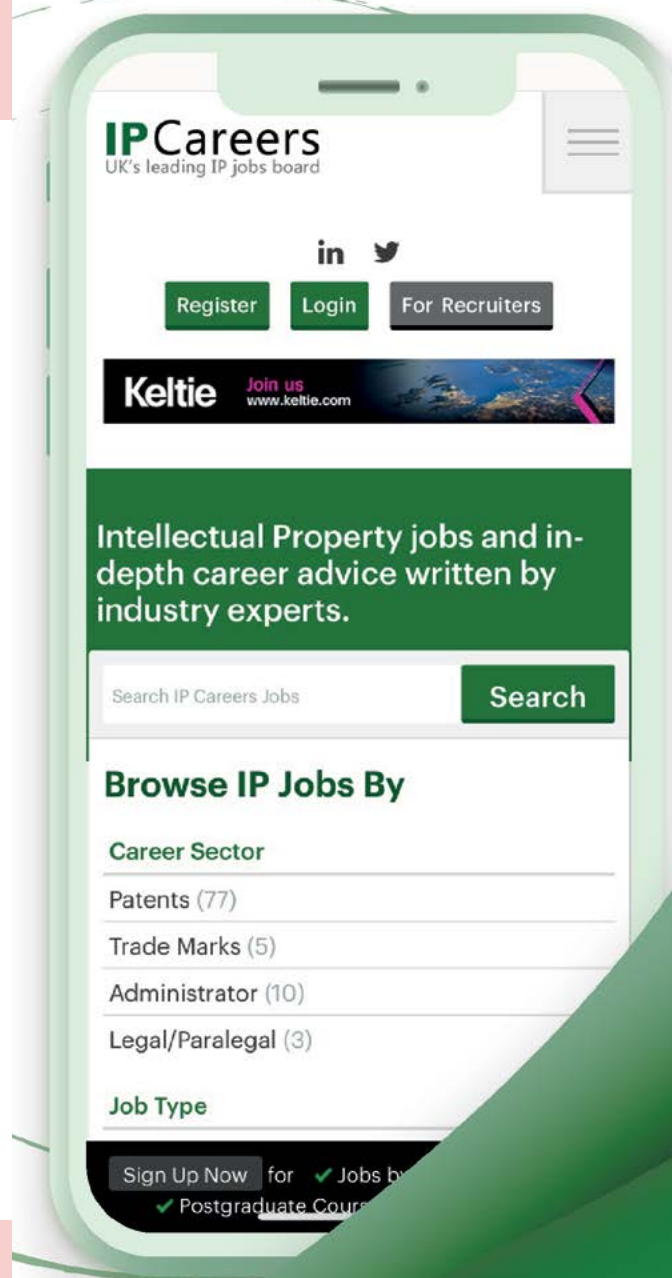 IPCareers
UK's leading IP jobs board
in
Register Login For Recruiters
Keltie Join us
www.keltie.com
Intellectual Property jobs and in-
depth career advice written by
industry experts.
Search IP Careers Jobs Search
Browse IP Jobs By
Career Sector
Patents (77)
Trade Marks (5)
Administrator (10)
Legal/Paralegal (3)
Job Type
Sign Up Now for ✓ Jobs by
✓ Postgraduate